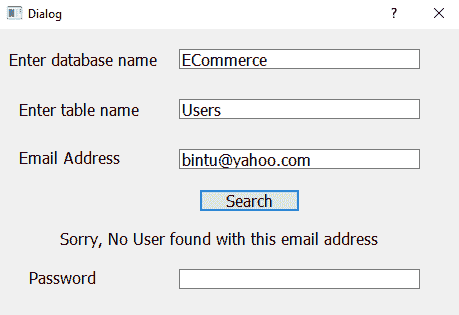 Dialog ?
Enter database name ECommerce
Enter table name Users
Email Address bintu@yahoo.com
Search
Sorry, No User found with this email address
Password